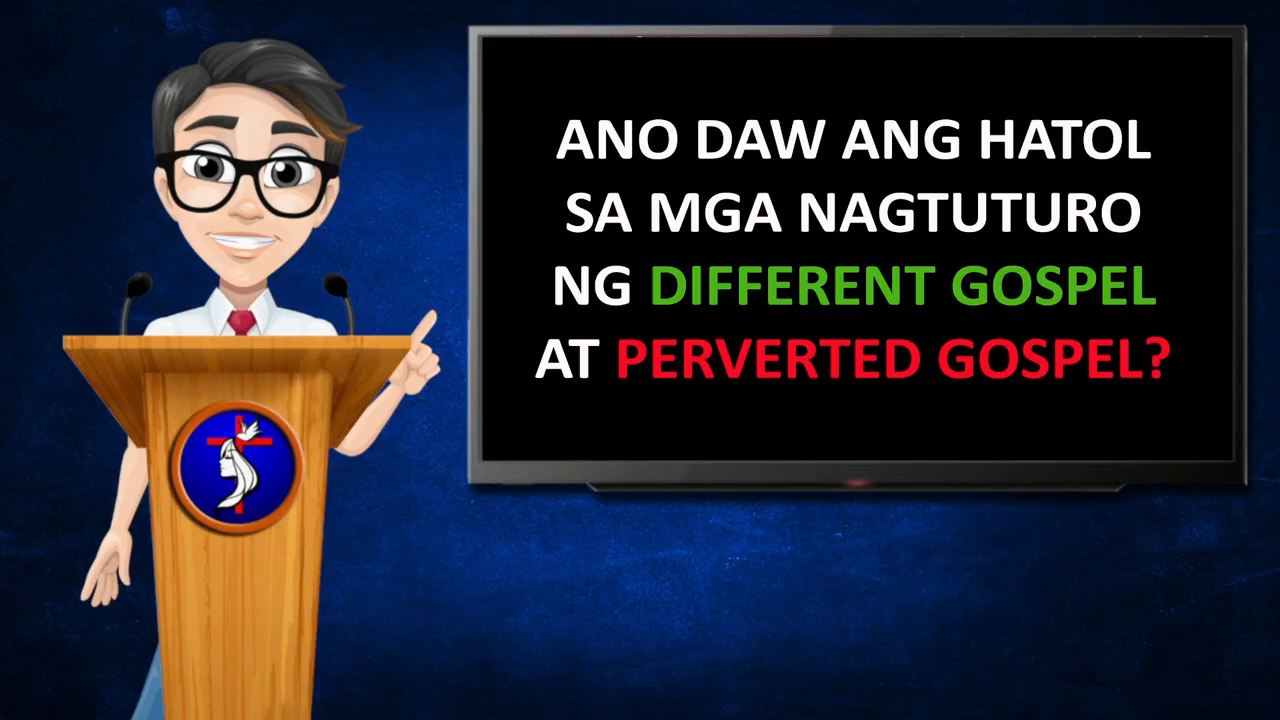 ANO DAW ANG HATOL
SA MGA NAGTUTURO
NG DIFFERENT GOSPEL
AT PERVERTED GOSPEL?